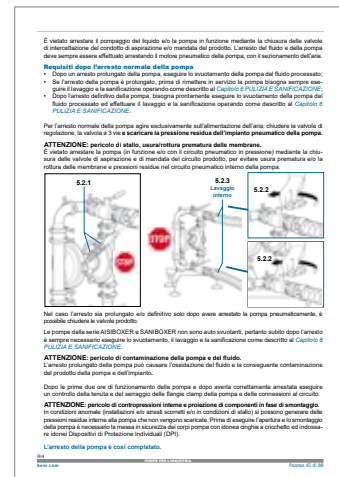 È vietato arrestare il pompaggio del liquido e/o la pompa in funzione mediante la chiusura delle valvole
di intercettazione del condotto di aspirazione e/o mandata del prodotto. L'arresto del fluido e della pompa
deve sempre essere effettuato arrestando il motore pneumatico della pompa, con il sezionamento dell'aria.
Requisiti dopo l'arresto normale della pompa
• Dopo un arresto prolungato della pompa, eseguire lo svuotamento della pompa del fluido processato;
• Se l'arresto della pompa è prolungato, prima di rimettere in servizio la pompa bisogna sempre ese-
guire il lavaggio e la sanificazione operando come descritto al Capitolo 6 PULIZIA E SANIFICAZIONE;
• Dopo arresto definitivo della pompa, bisogna prontamente eseguire lo svuotamento della pompa dal
fluido processato ed effettuare il lavaggio e la sanificazione operando come descritto al Capitolo 6
PULIZIA E SANIFICAZIONE.
Per l'arresto normale della pompa agire esclusivamente sull'alimentazione dell'aria: chiudere la valvola di
regolazione, la valvola a 3 vie e scaricare la pressione residua dell'impianto pneumatico della pompa.
ATTENZIONE: pericolo di stallo, usura/rottura prematura delle membrane.
È vietato arrestare la pompa (in funzione e/o con il circuito pneumatico in pressione) mediante la chiu-
sura delle valvole di aspirazione e di mandata del circuito prodotto, per evitare usura prematura e/o la
rottura delle membrane e pressioni residue nel circuito pneumatico interno della pompa.
5.2.1
5.2.3
Lavaggio
interno
5.2.2
STOP
STOP
5.2.2
Nel caso l'arresto sia prolungato e/o definitivo solo dopo avere arrestato la pompa pneumaticamente, è
possibile chiudere le valvole prodotto.
Le pompe della serie AISIBOXER e SANIBOXER non sono auto svuotanti, pertanto subito dopo l'arresto
è sempre necessario eseguire lo svuotamento, il lavaggio e la sanificazione come descritto al Capitolo 6
PULIZIA E SANIFICAZIONE.
ATTENZIONE: pericolo di contaminazione della pompa e del fluido.
L'arresto prolungato della pompa può causare l'ossidazione del fluido e la conseguente contaminazione
del prodotto della pompa e dell'impianto.
Dopo le prime due ore di funzionamento della pompa e dopo averla correttamente arrestata eseguire
un controllo della tenuta e del serraggio delle flange clamp della pompa e delle connessioni al circuito.
ATTENZIONE: pericolo di contropressioni interne e proiezione di componenti in fase di smontaggio.
In condizioni anomale (installazioni e/o arresti scorretti e/o in condizioni di stallo) si possono generare delle
pressioni residue interne alla pompa che non vengono scaricate. Prima di eseguire l'apertura e /o lo smontaggio
della pompa è necessario la messa in sicurezza dei corpi pompa con idonea cinghia a cricchetto ed indossa-
re idonei Dispositivi di Protezione Individuali (DPI).
L'arresto della pompa è così completato.
POMPE PER L'INDUSTRIA